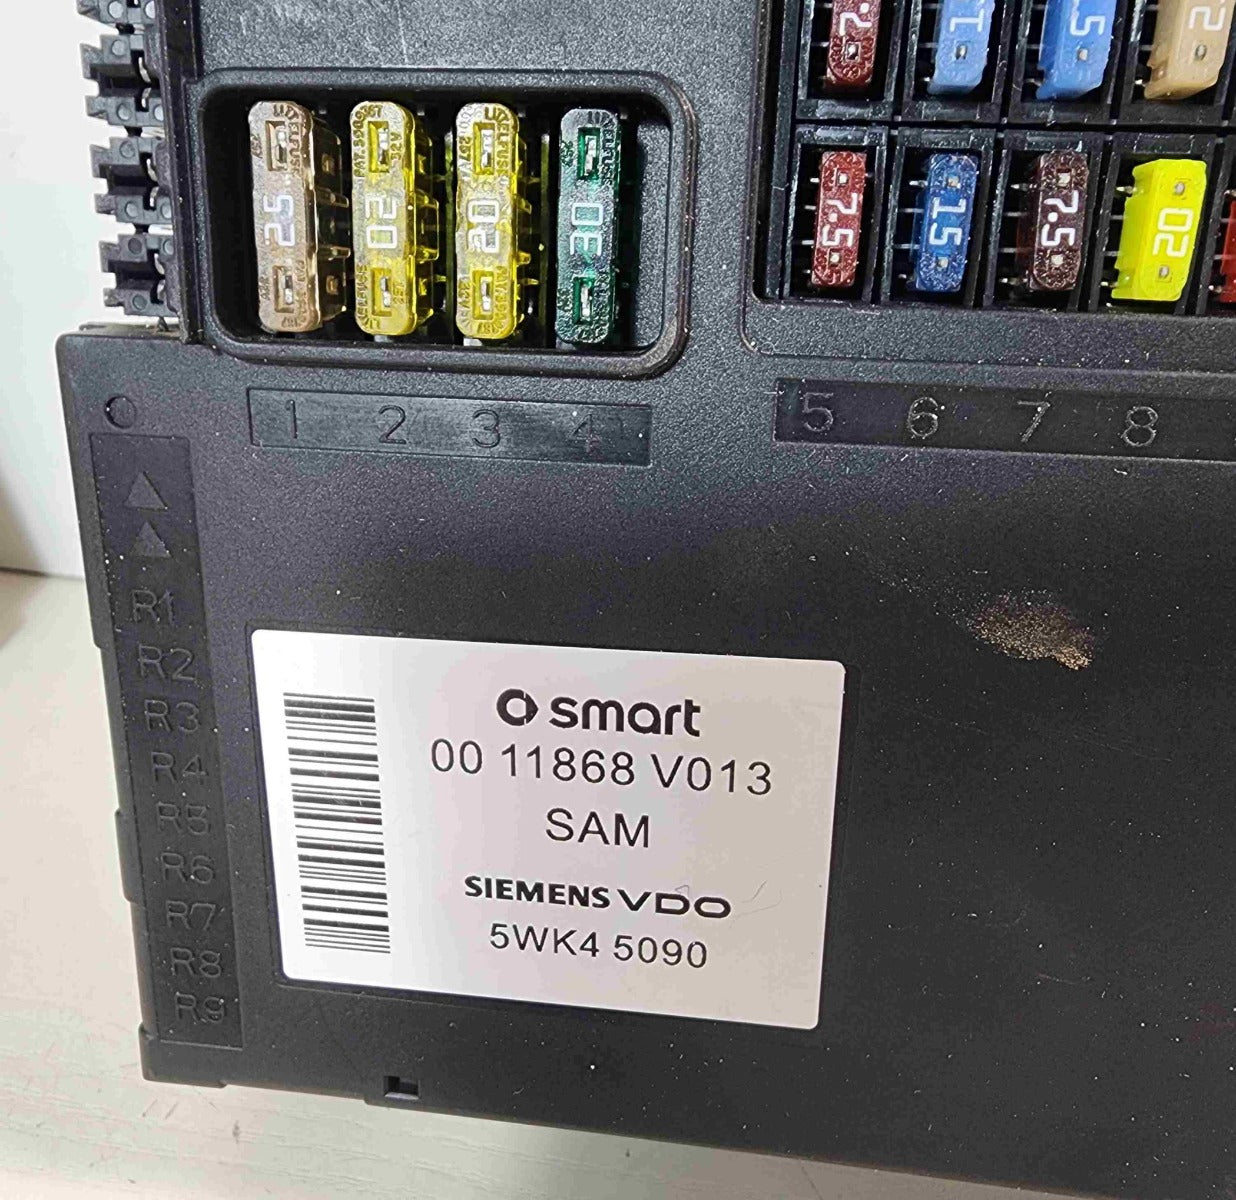 25
20
20
30
7.5
15
7.5
20
1 2 3 4
5 6 7 8
R1
R2
R3
R4
R5
R6
R7
R8
R9
smart
00 11868 V013
SAM
SIEMENS VDO
5WK4 5090